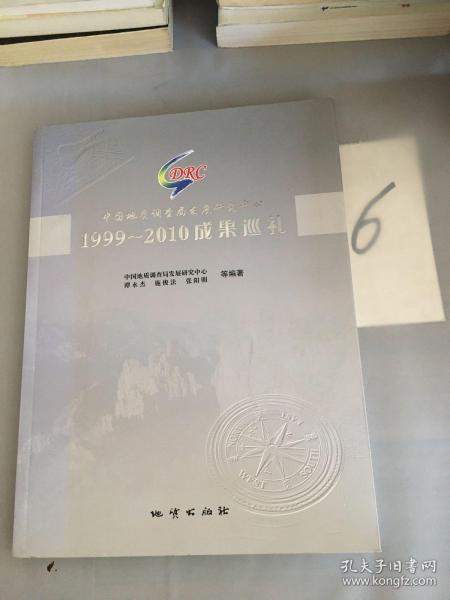 DRC
中国地质调查局发展研究中心
1999～2010成果巡礼
中国地质调查局发展研究中心
谭永杰 施俊法 张阳明 等编著
地质出版社
6
孔夫子旧书网
www.kongfz.com